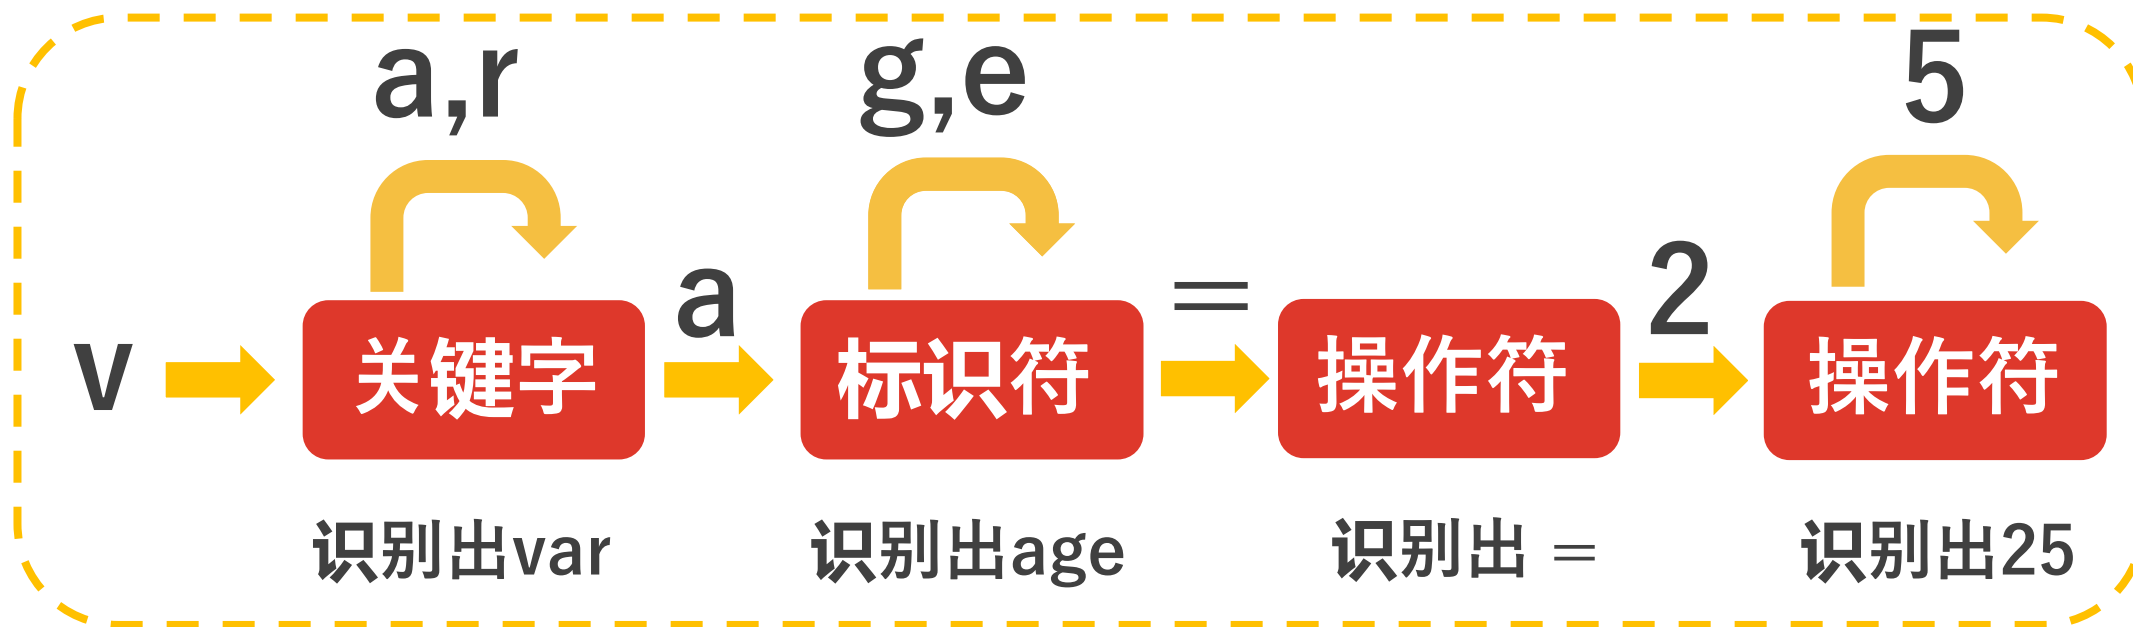 a,r
g,e
5
v
关键字
a
标识符
=
操作符
2
操作符
识别出var
识别出age
识别出 =
识别出25